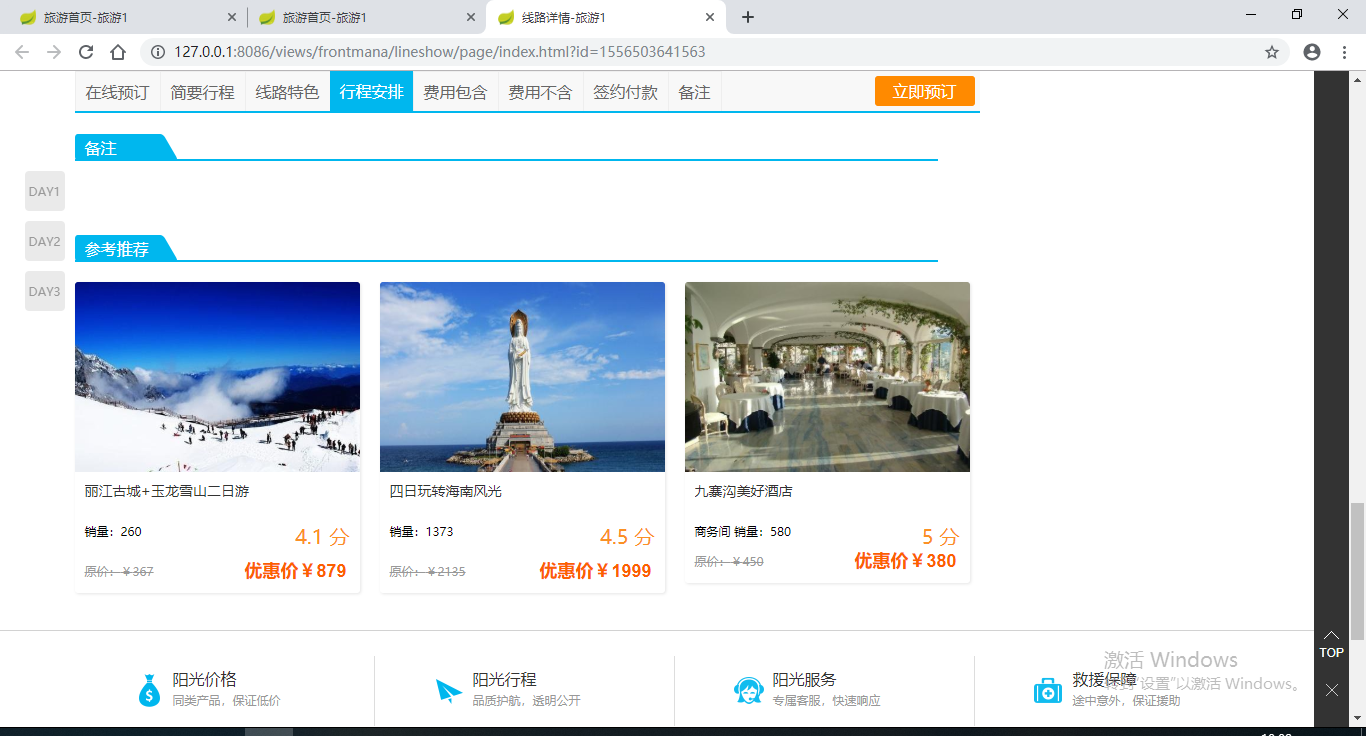 旅游首页-旅游1
旅游首页-旅游1
线路详情-旅游1
127.0.0.1:8086/views/frontmana/lineshow/page/index.html?id=1556503641563
在线预订 简要行程 线路特色 行程安排 费用包含 费用不含 签约付款 备注 立即预订
备注
DAY1
DAY2
参考推荐
DAY3
丽江古城+玉龙雪山二日游
销量：260
4.1 分
原价：￥367
优惠价￥879
四日玩转海南风光
销量：1373
4.5 分
原价：￥2135
优惠价￥1999
九寨沟美好酒店
商务间 销量：580
5 分
原价：￥450
优惠价￥380
TOP
阳光价格
同类产品，保证低价
阳光行程
品质护航，透明公开
阳光服务
专属客服，快速响应
救援保障
途中意外，保证援助
激活 Windows
转到"设置"以激活 Windows。